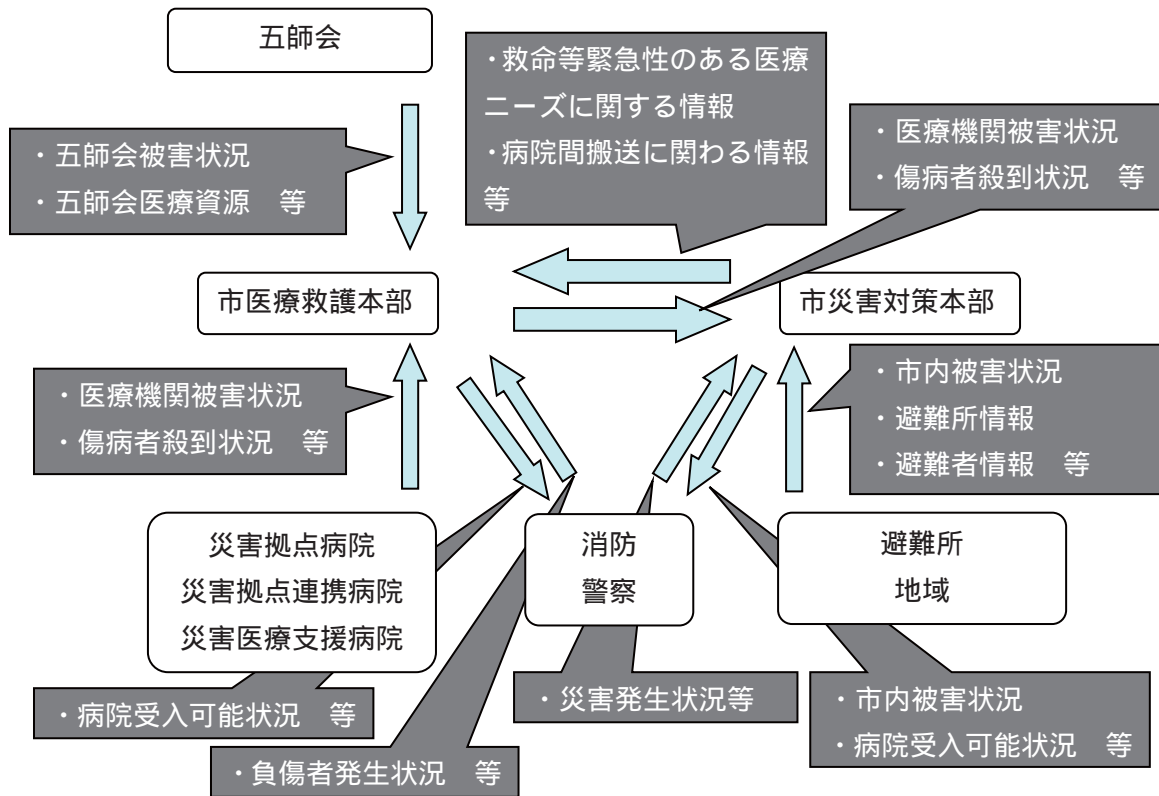 五師会
・救命等緊急性のある医療
ニーズに関する情報
・病院間搬送に関わる情報
等
・医療機関被害状況
・傷病者殺到状況　等
・五師会被害状況
・五師会医療資源　等
市医療救護本部
市災害対策本部
・医療機関被害状況
・傷病者殺到状況　等
・市内被害状況
・避難所情報
・避難者情報　等
災害拠点病院
災害拠点連携病院
災害医療支援病院
消防
警察
避難所
地域
・病院受入可能状況　等
・災害発生状況等
・市内被害状況
・病院受入可能状況　等
・負傷者発生状況　等